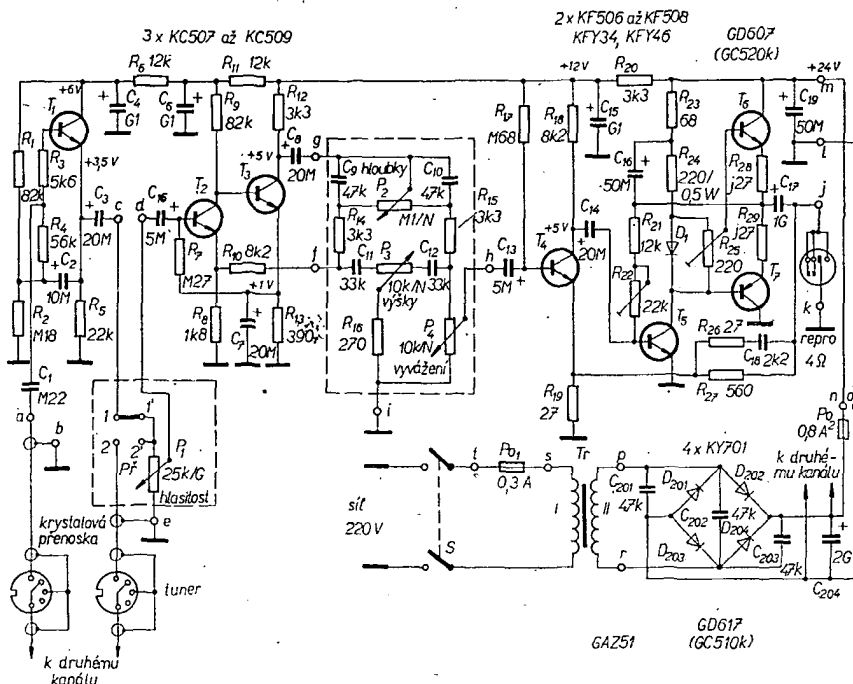 3 x KC507 až KC509
2 x KF506 až KF508
KFY34, KFY46
GD607
(GC520k)
+6V
R6 12k
R11 12k
+12V
R20
3k3
+24V
m
T1
C4
G1
C6
G1
R9
82k
R12
3k3
R17
M68
R18
8k2
C15
G1
R23
68
T6
C19
50M
l
R1
82k
R3
5k6
+3,5V
C3
20M
c
d
C16
5M
T2
+5V
T3
C8
20M
g
C9 hloubky
47k
P2
M1/N
C10
47k
R15
3k3
C16
50M
R24
220/
0,5 W
R28
j27
C17
1G
j
R4
56k
C2
10M
R5
22k
R7
M27
R10 8k2
f
R14
3k3
C11
33k
P3
10k/N
výšky
C12
33k
h
C13
5M
+5V
T4
C14
20M
R21
12k
D1
R25
220
R29
j27
T7
R2
M18
R8
1k8
+1V
C7
20M
R13
390
R16
270
P4
10k/N
vyvážení
R22
22k
T5
R26 27
C18 2k2
R27 560
k
repro
4 Ω
C1
M22
a
b
1
1'
2
2'
Př
P1
25k/G
hlasitost
e
i
R19
27
n
o
Po2
0,8 A
síť
220 V
S
t
Po1
0,3 A
s
Tr
I
II
p
r
4 x KY701
k druhé-
mu kanálu
C201
47k
D201
D202
C202
47k
D203
D204
C203
47k
2G
C204
krystalová
přenoska
tuner
k druhému
kanálu
GAZ51
GD617
(GC510k)